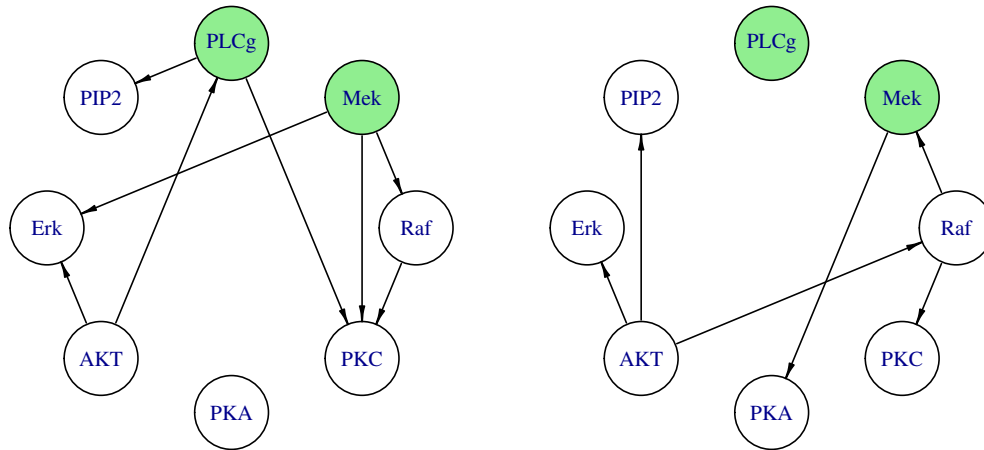 PLCg
PIP2
Mek
Erk
Raf
AKT
PKC
PKA
PLCg
PIP2
Mek
Erk
Raf
AKT
PKC
PKA